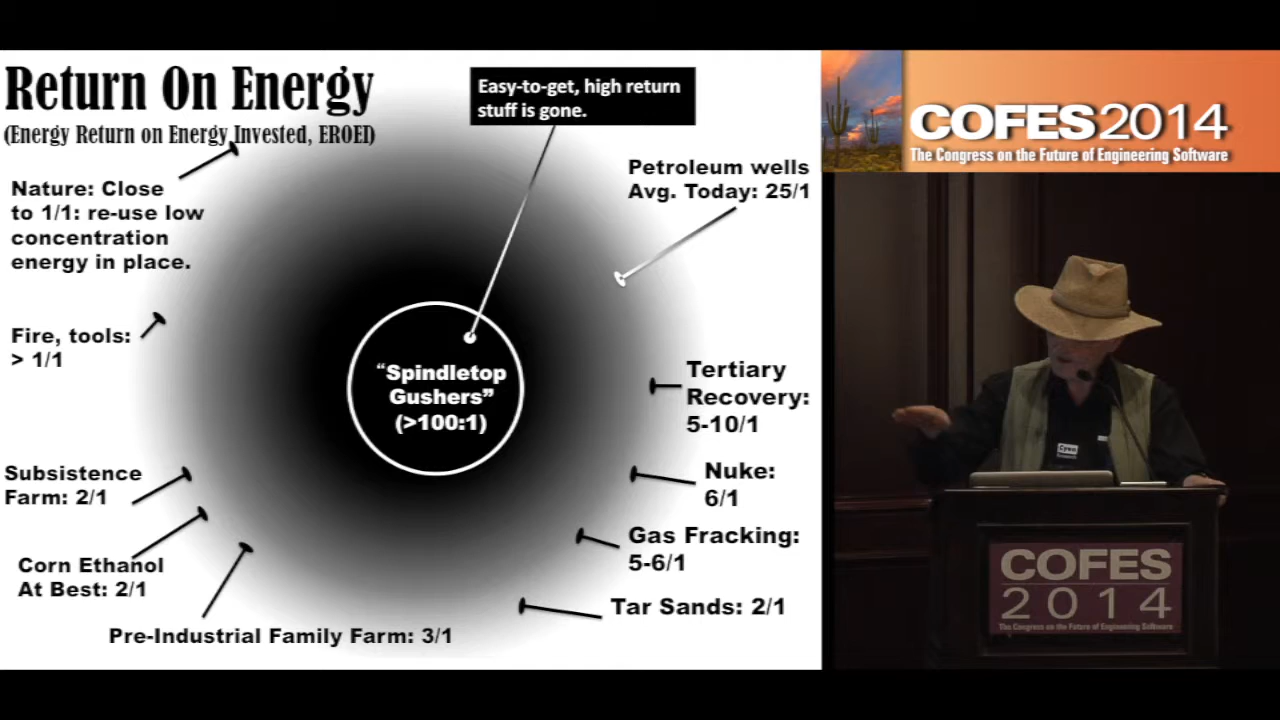 Return On Energy
(Energy Return on Energy Invested, EROEI)
Easy-to-get, high return
stuff is gone.
Nature: Close
to 1/1: re-use low
concentration
energy in place.
Petroleum wells
Avg. Today: 25/1
Fire, tools:
> 1/1
“Spindletop
Gushers”
(>100:1)
Tertiary
Recovery:
5-10/1
Subsistence
Farm: 2/1
Nuke:
6/1
Gas Fracking:
5-6/1
Corn Ethanol
At Best: 2/1
Tar Sands: 2/1
Pre-Industrial Family Farm: 3/1
COFES2014
The Congress on the Future of Engineering Software
COFES
2014
The Congress on the Future of Engineering Software